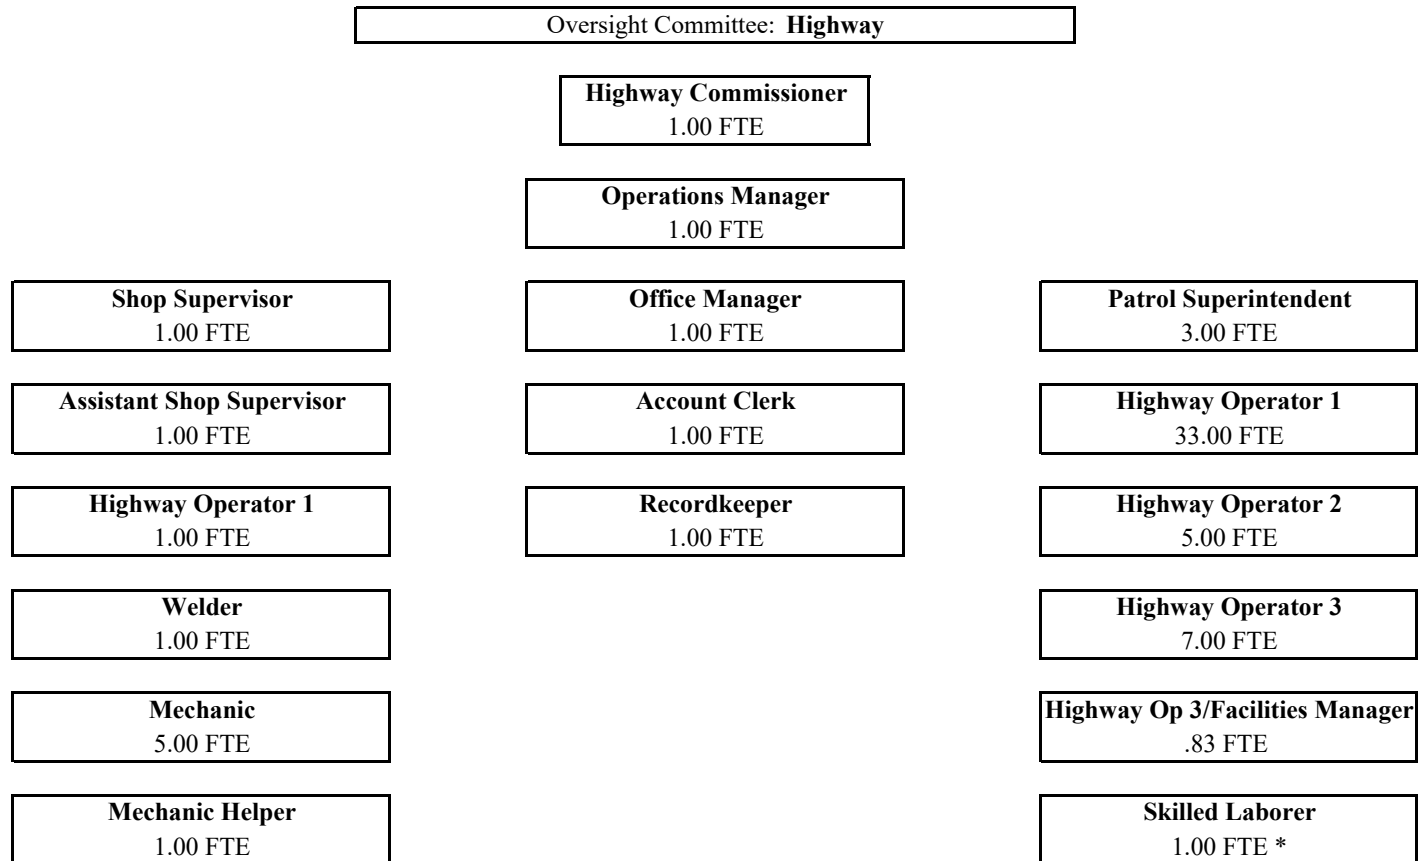 Oversight Committee: Highway
Highway Commissioner
1.00 FTE
Operations Manager
1.00 FTE
Shop Supervisor
1.00 FTE
Office Manager
1.00 FTE
Patrol Superintendent
3.00 FTE
Assistant Shop Supervisor
1.00 FTE
Account Clerk
1.00 FTE
Highway Operator 1
33.00 FTE
Highway Operator 1
1.00 FTE
Recordkeeper
1.00 FTE
Highway Operator 2
5.00 FTE
Welder
1.00 FTE
Highway Operator 3
7.00 FTE
Mechanic
5.00 FTE
Highway Op 3/Facilities Manager
.83 FTE
Mechanic Helper
1.00 FTE
Skilled Laborer
1.00 FTE *